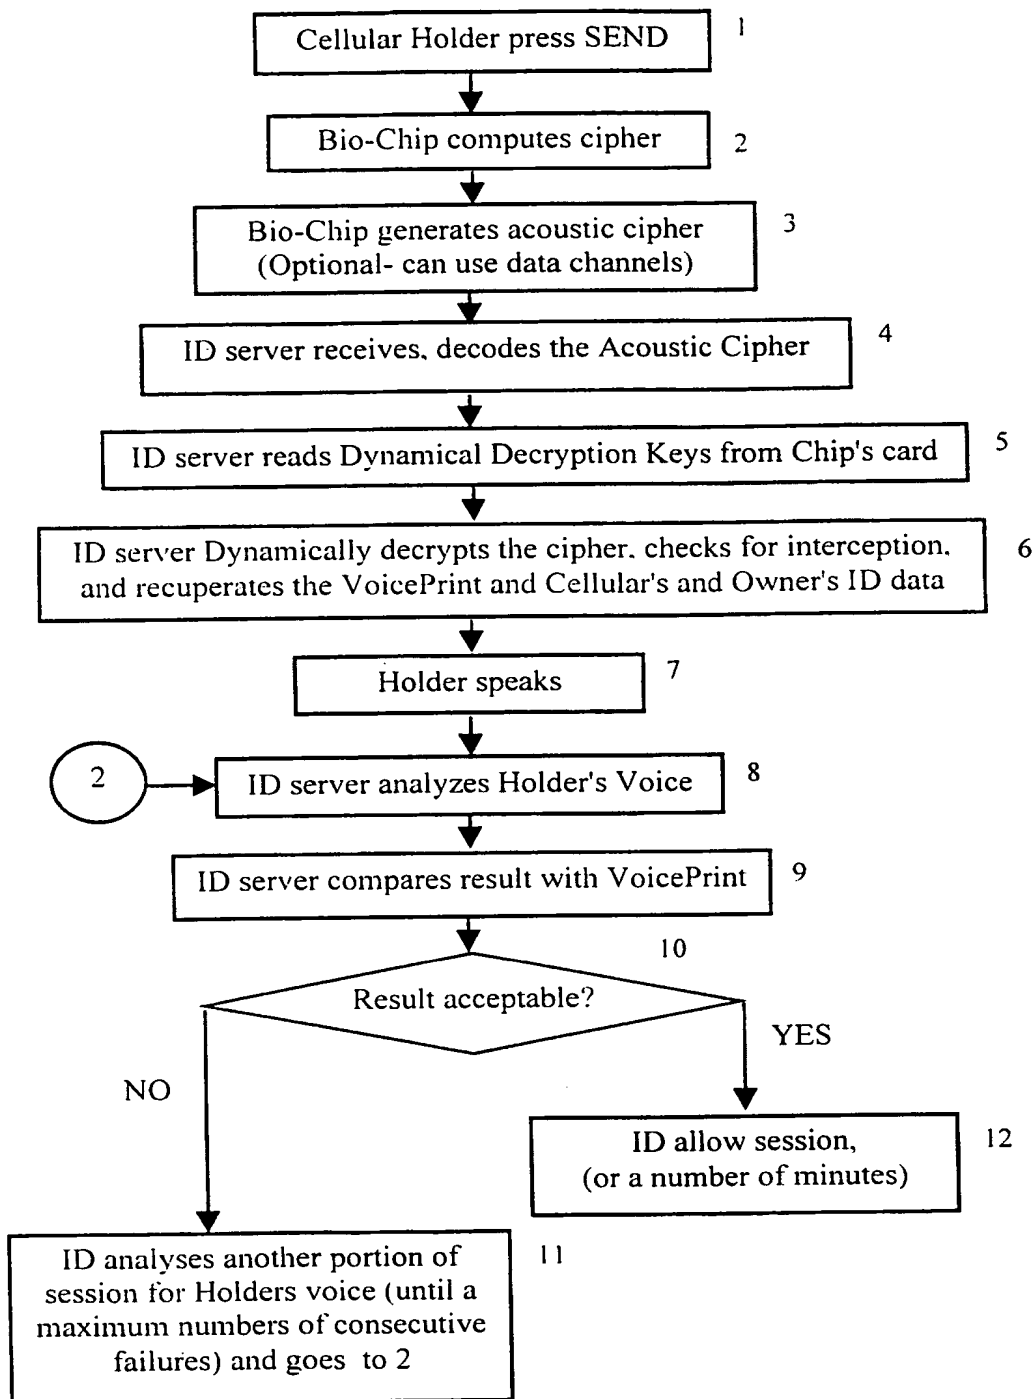 Cellular Holder press SEND
1
Bio-Chip computes cipher
2
Bio-Chip generates acoustic cipher
(Optional- can use data channels)
3
ID server receives. decodes the Acoustic Cipher
4
ID server reads Dynamical Decryption Keys from Chip's card
5
ID server Dynamically decrypts the cipher. checks for interception.
and recuperates the VoicePrint and Cellular's and Owner's ID data
6
Holder speaks
7
2
ID server analyzes Holder's Voice
8
ID server compares result with VoicePrint
9
10
Result acceptable?
YES
NO
ID allow session,
(or a number of minutes)
12
ID analyses another portion of
session for Holders voice (until a
maximum numbers of consecutive
failures) and goes to 2
11